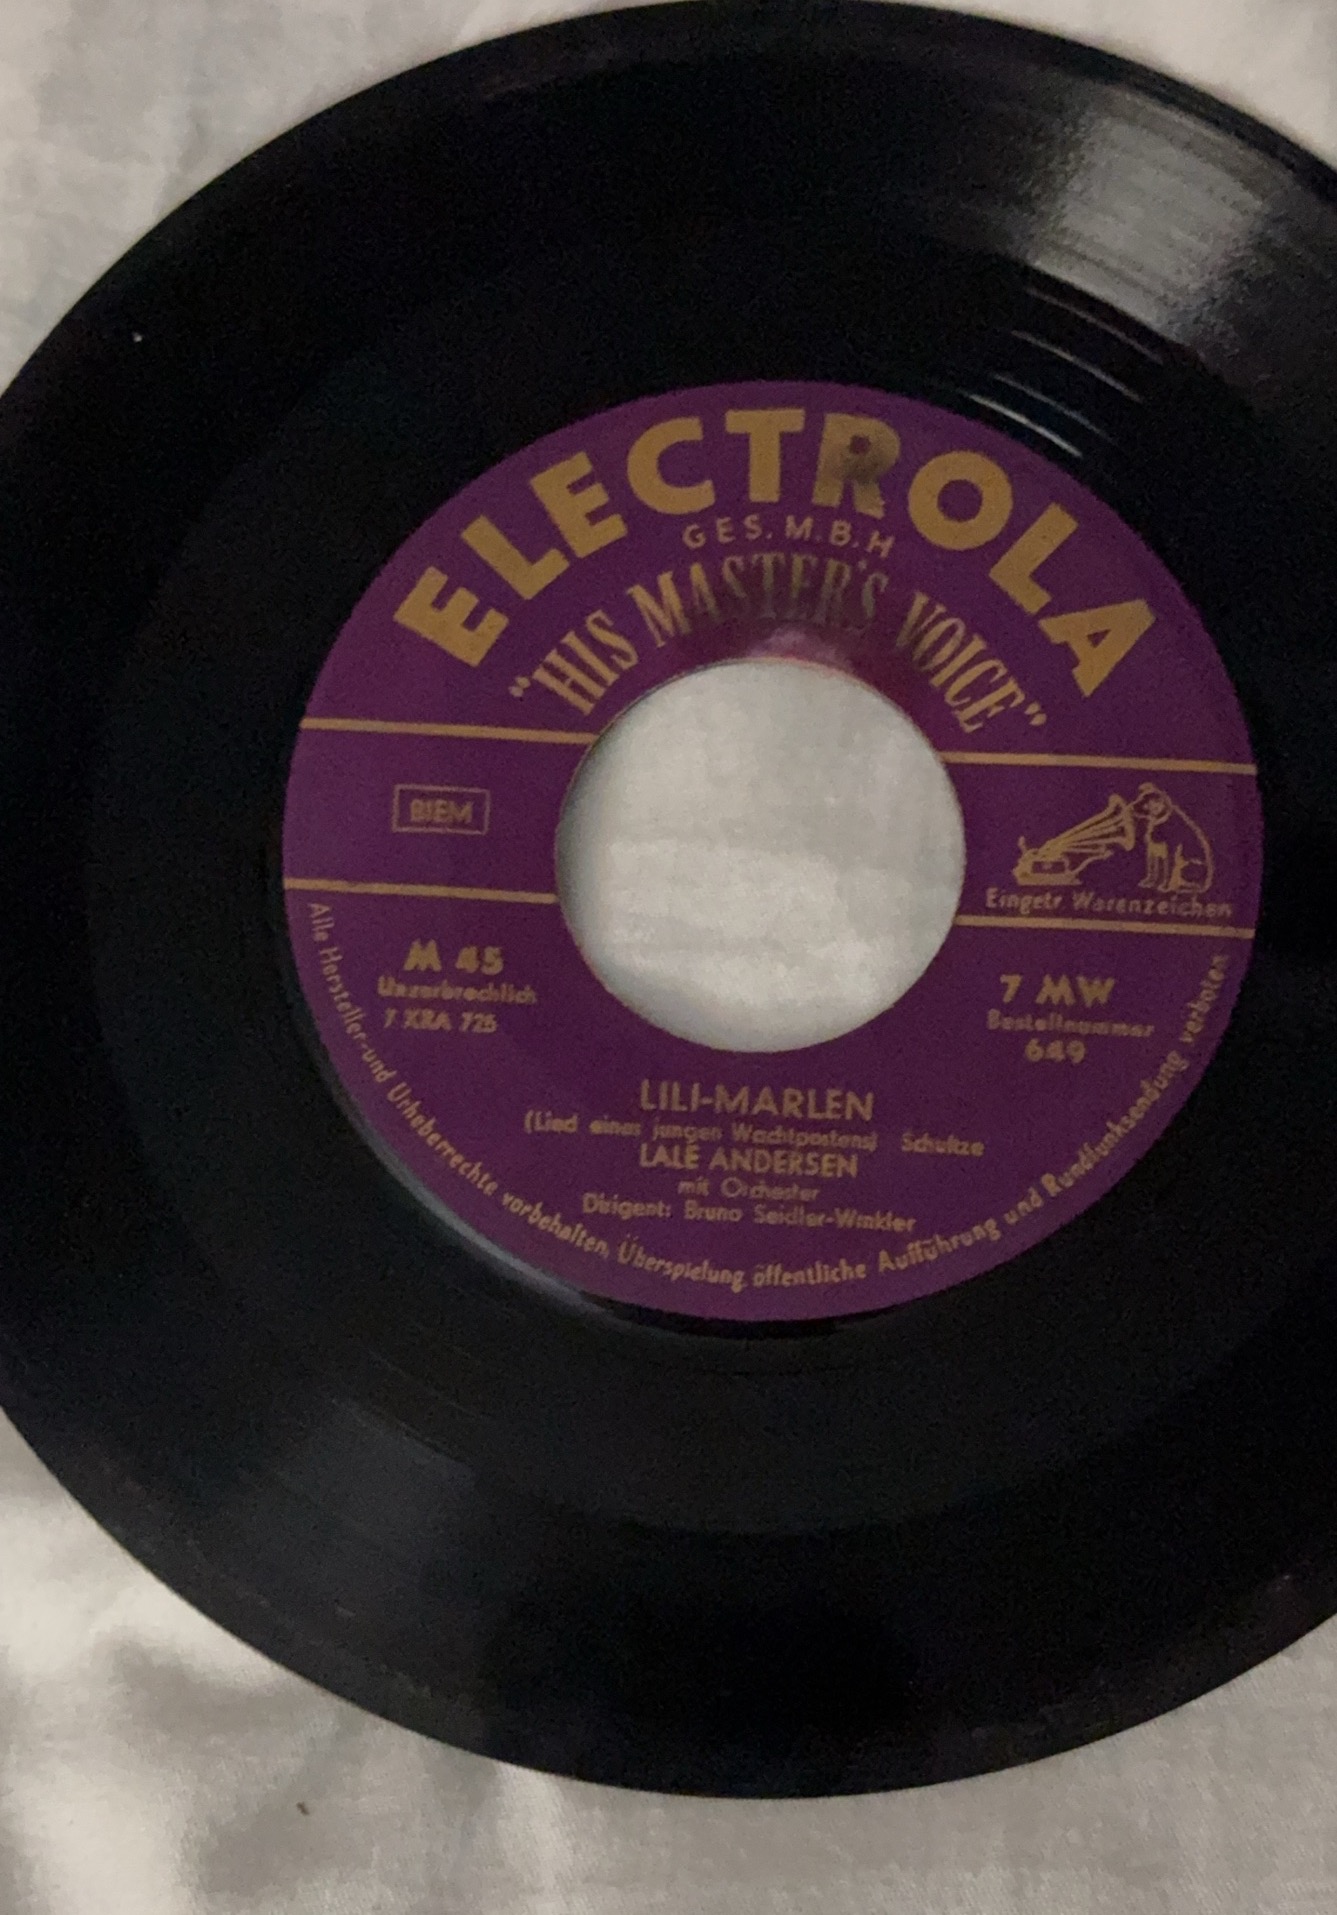 ELECTROLA
GES. M. B. H
"HIS MASTER'S VOICE"
BIEM
Eingetr. Warenzeichen
M 45
Unzerbrechlich
7 XRA 725
7 MW
Bestellnummer
649
LILI-MARLEN
(Lied eines jungen Wachtpostens) Schultze
LALE ANDERSEN
mit Orchester
Dirigent: Bruno Seidler-Winkler
Alle Hersteller- und Urheberrechte vorbehalten, Überspielung, öffentliche Aufführung und Rundfunksendung verboten